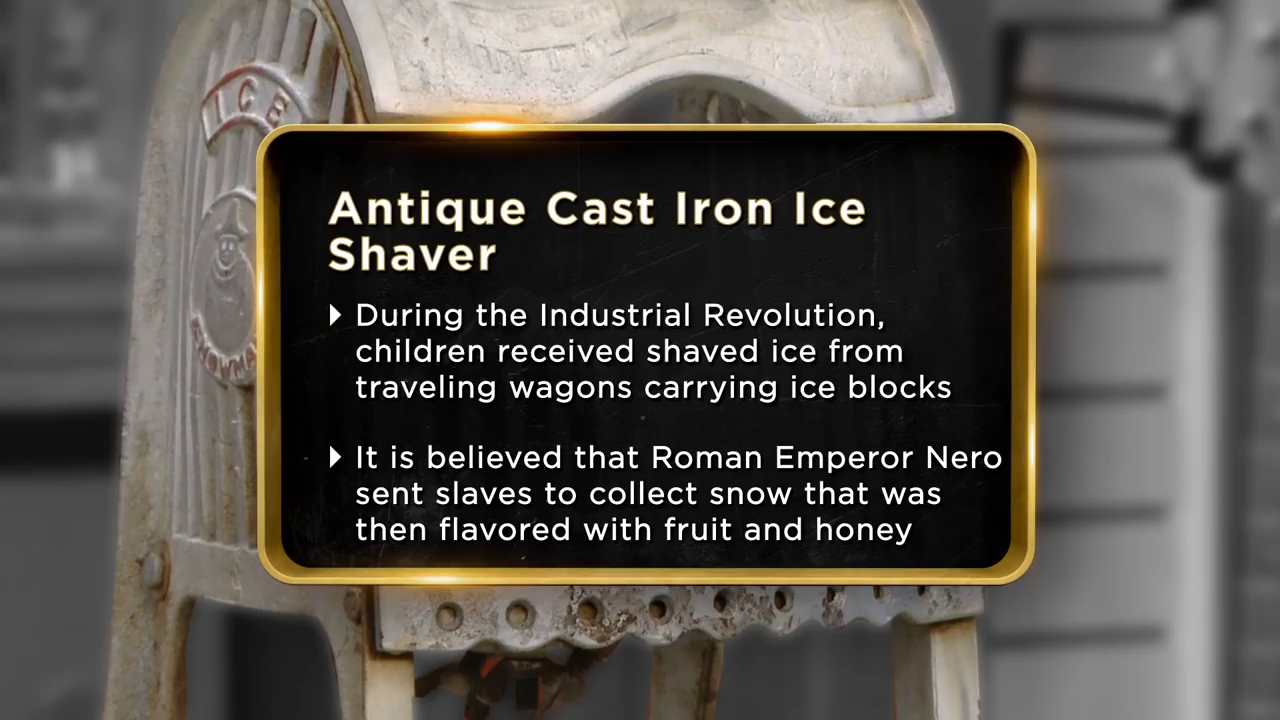 ICE
Antique Cast Iron Ice
Shaver
During the Industrial Revolution,
children received shaved ice from
traveling wagons carrying ice blocks
It is believed that Roman Emperor Nero
sent slaves to collect snow that was
then flavored with fruit and honey